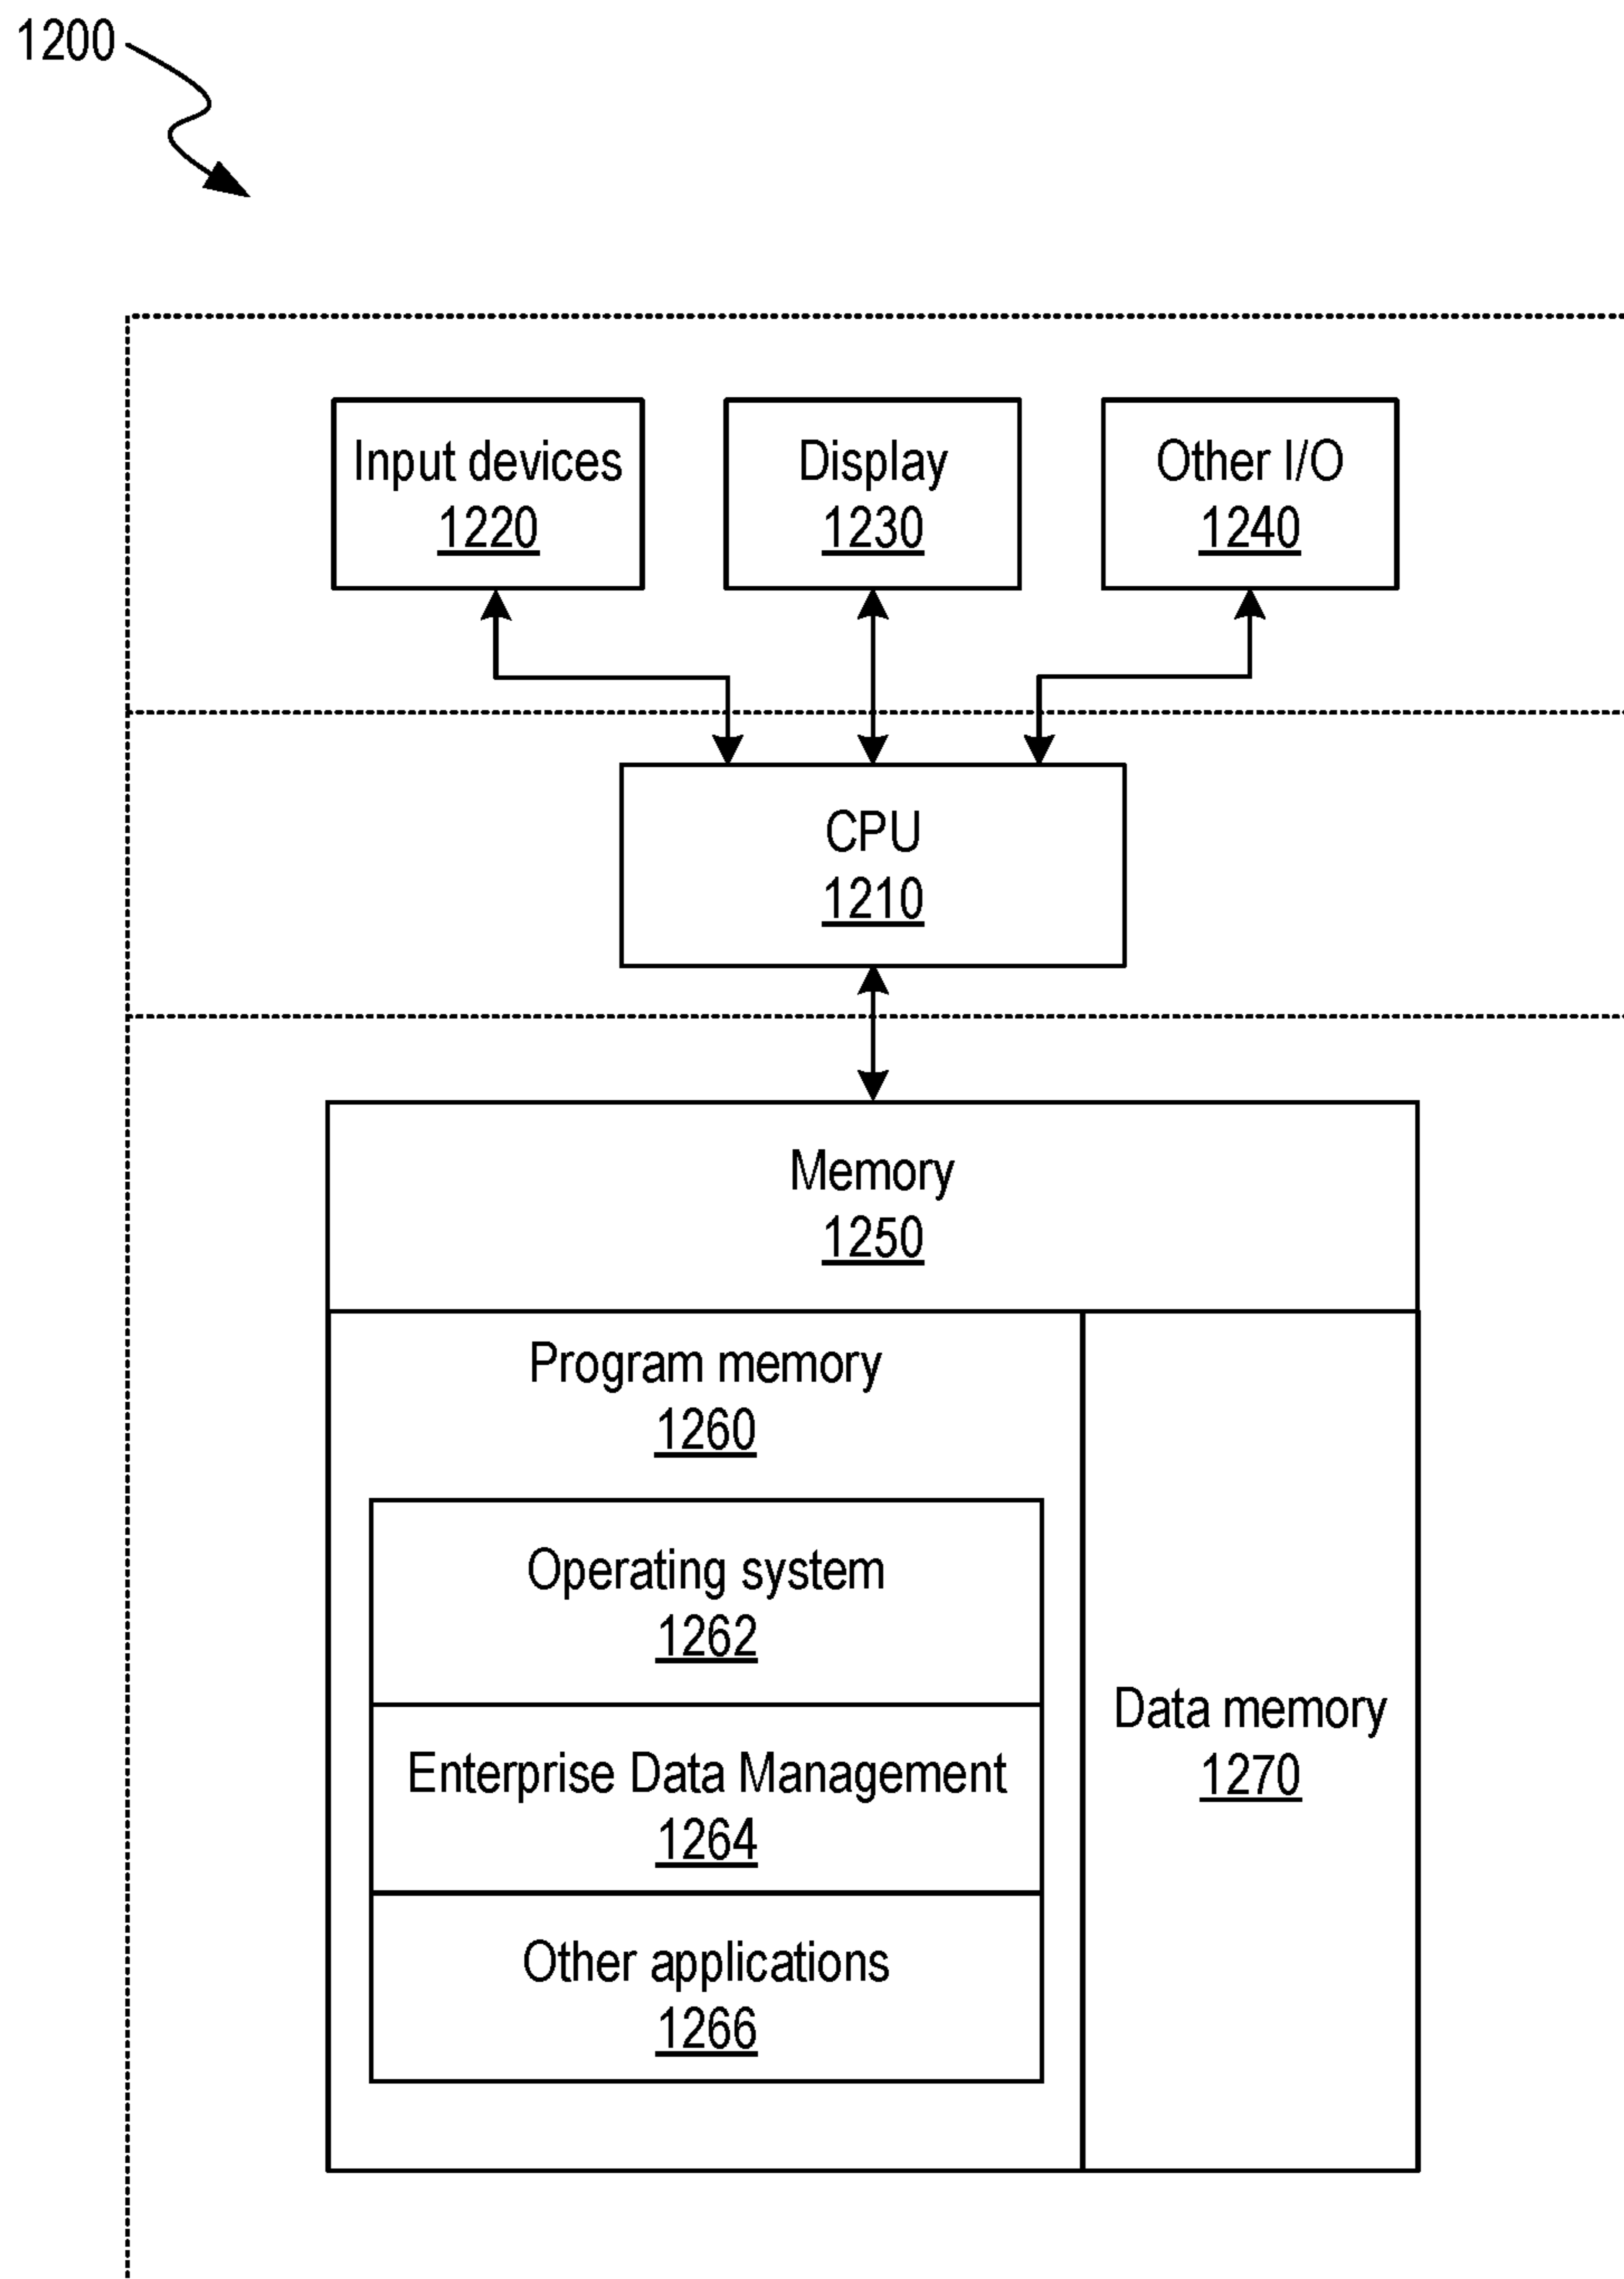 1200
Input devices
1220
Display
1230
Other I/O
1240
CPU
1210
Memory
1250
Program memory
1260
Operating system
1262
Enterprise Data Management
1264
Other applications
1266
Data memory
1270